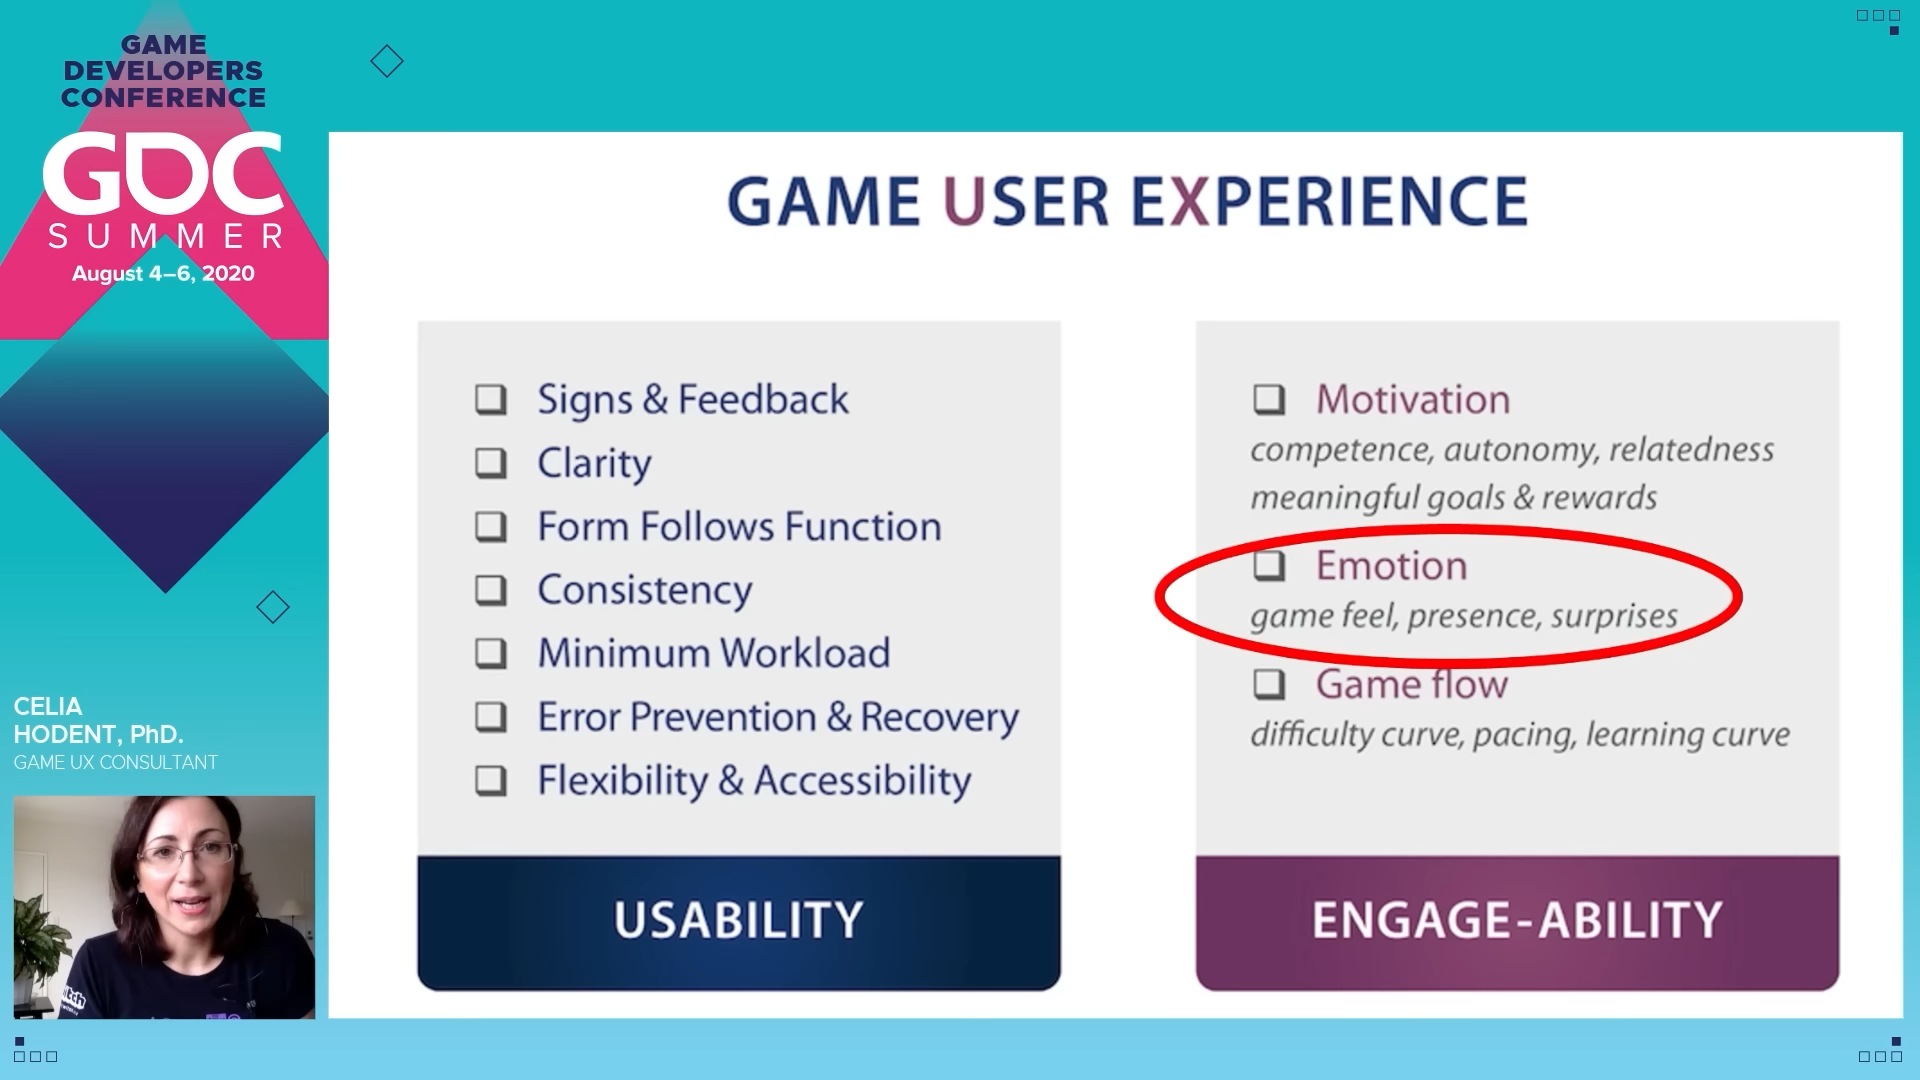 GAME
DEVELOPERS
CONFERENCE
GDC
SUMMER
August 4–6, 2020
CELIA
HODENT, PhD.
GAME UX CONSULTANT
GAME USER EXPERIENCE
Signs & Feedback
Clarity
Form Follows Function
Consistency
Minimum Workload
Error Prevention & Recovery
Flexibility & Accessibility
USABILITY
Motivation
competence, autonomy, relatedness
meaningful goals & rewards
Emotion
game feel, presence, surprises
Game flow
difficulty curve, pacing, learning curve
ENGAGE-ABILITY